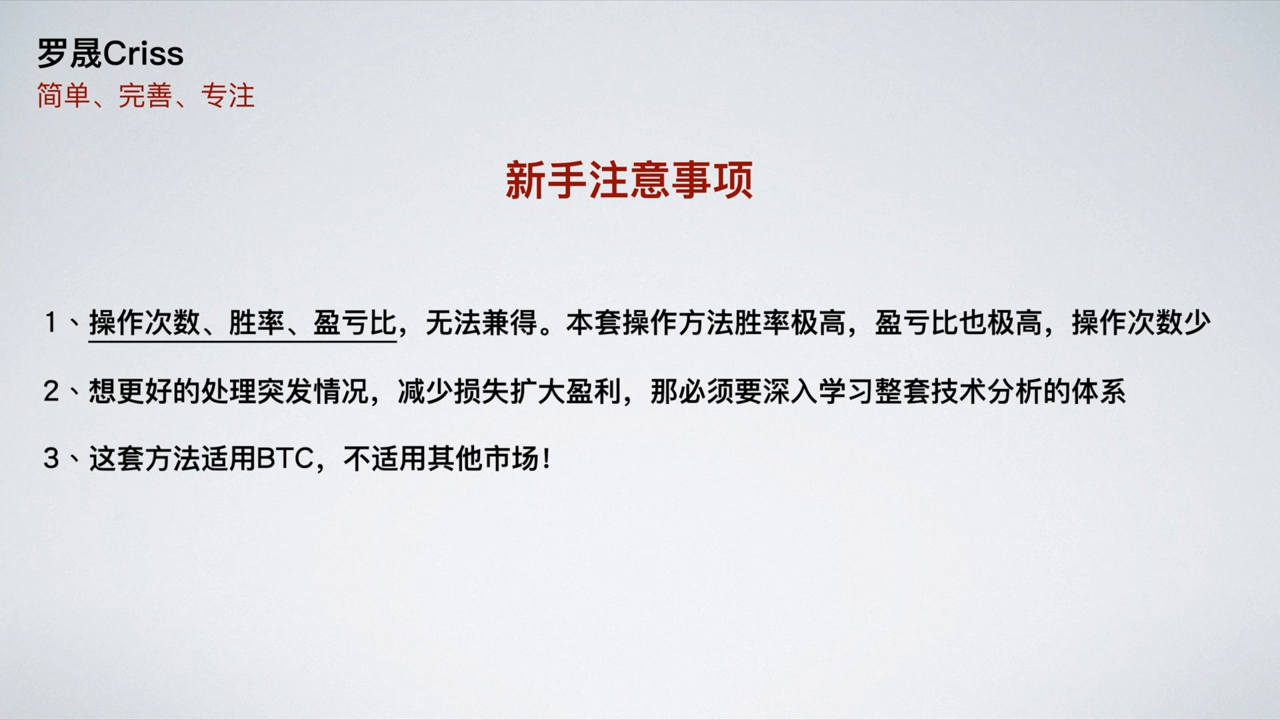 罗晟Criss
简单、完善、专注
新手注意事项
1、操作次数、胜率、盈亏比，无法兼得。本套操作方法胜率极高，盈亏比也极高，操作次数少
2、想更好的处理突发情况，减少损失扩大盈利，那必须要深入学习整套技术分析的体系
3、这套方法适用BTC，不适用其他市场！